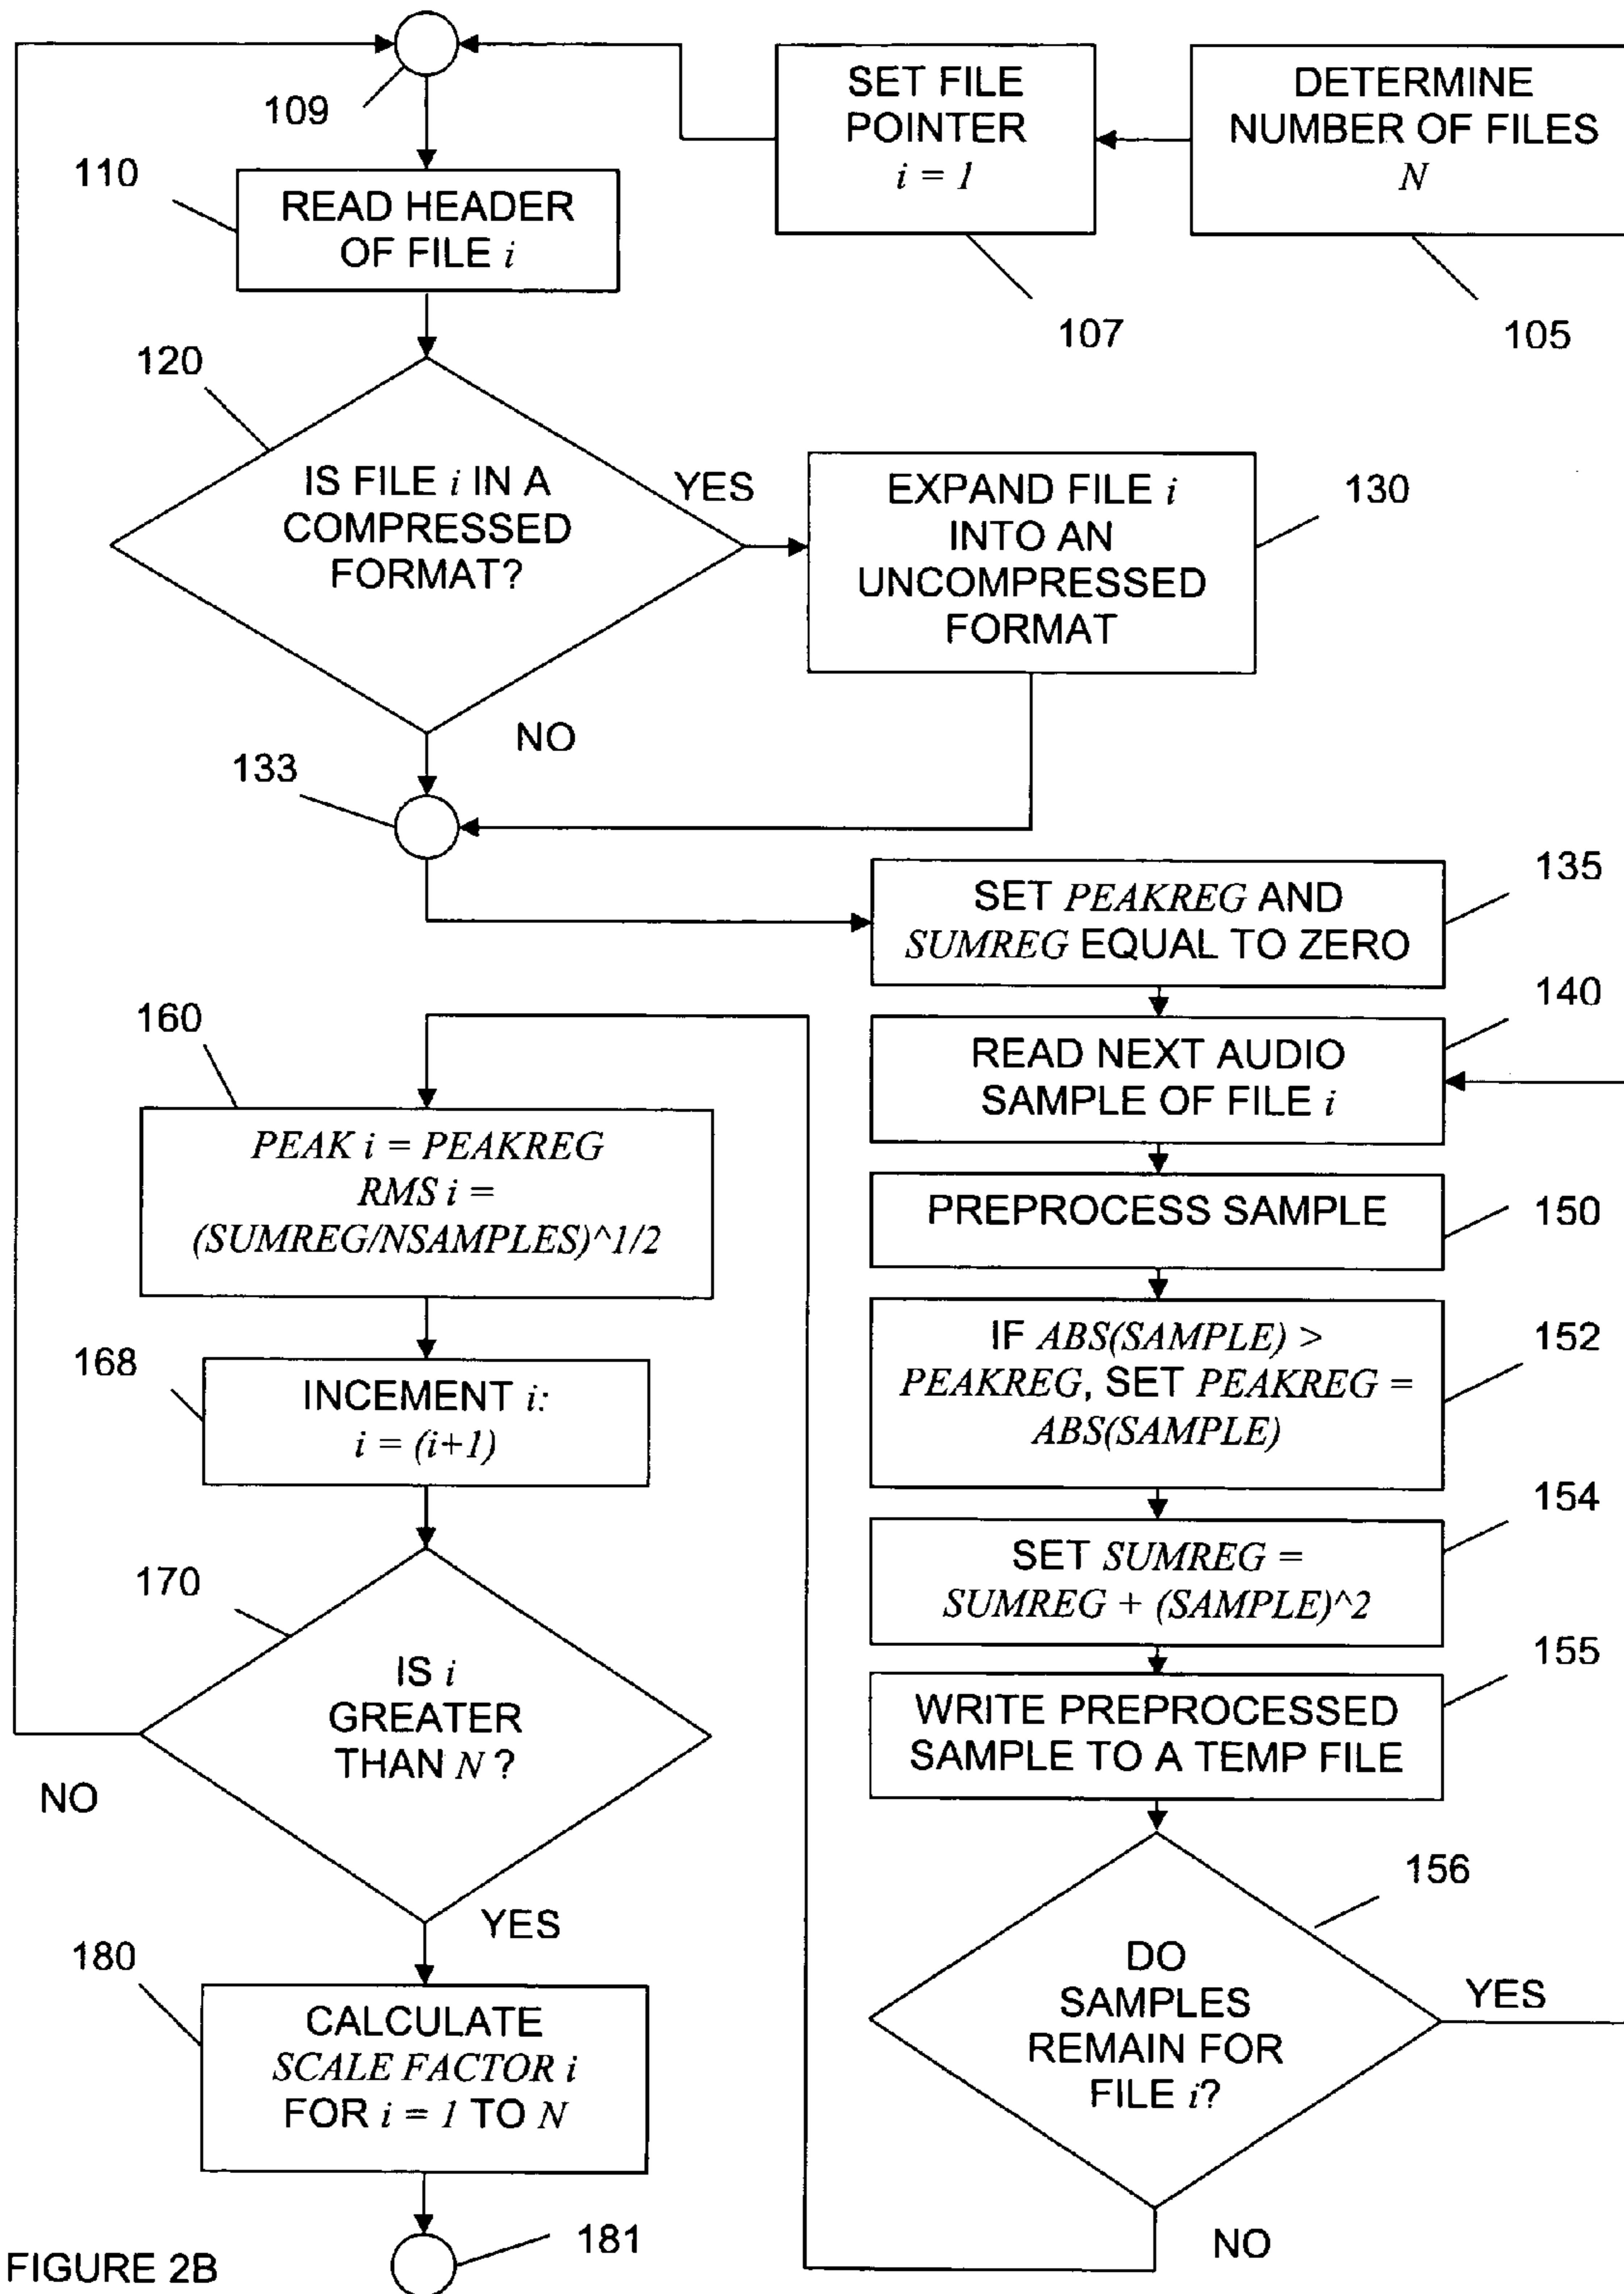 DETERMINE
NUMBER OF FILES
N
105
SET FILE
POINTER
i = 1
107
109
110
READ HEADER
OF FILE i
120
IS FILE i IN A
COMPRESSED
FORMAT?
YES
NO
EXPAND FILE i
INTO AN
UNCOMPRESSED
FORMAT
130
133
SET PEAKREG AND
SUMREG EQUAL TO ZERO
135
READ NEXT AUDIO
SAMPLE OF FILE i
140
PREPROCESS SAMPLE
150
IF ABS(SAMPLE) >
PEAKREG, SET PEAKREG =
ABS(SAMPLE)
152
SET SUMREG =
SUMREG + (SAMPLE)^2
154
WRITE PREPROCESSED
SAMPLE TO A TEMP FILE
155
DO
SAMPLES
REMAIN FOR
FILE i?
156
YES
NO
160
PEAK i = PEAKREG
RMS i =
(SUMREG/NSAMPLES)^1/2
168
INCEMENT i:
i = (i+1)
170
IS i
GREATER
THAN N ?
NO
YES
180
CALCULATE
SCALE FACTOR i
FOR i = 1 TO N
181
FIGURE 2B